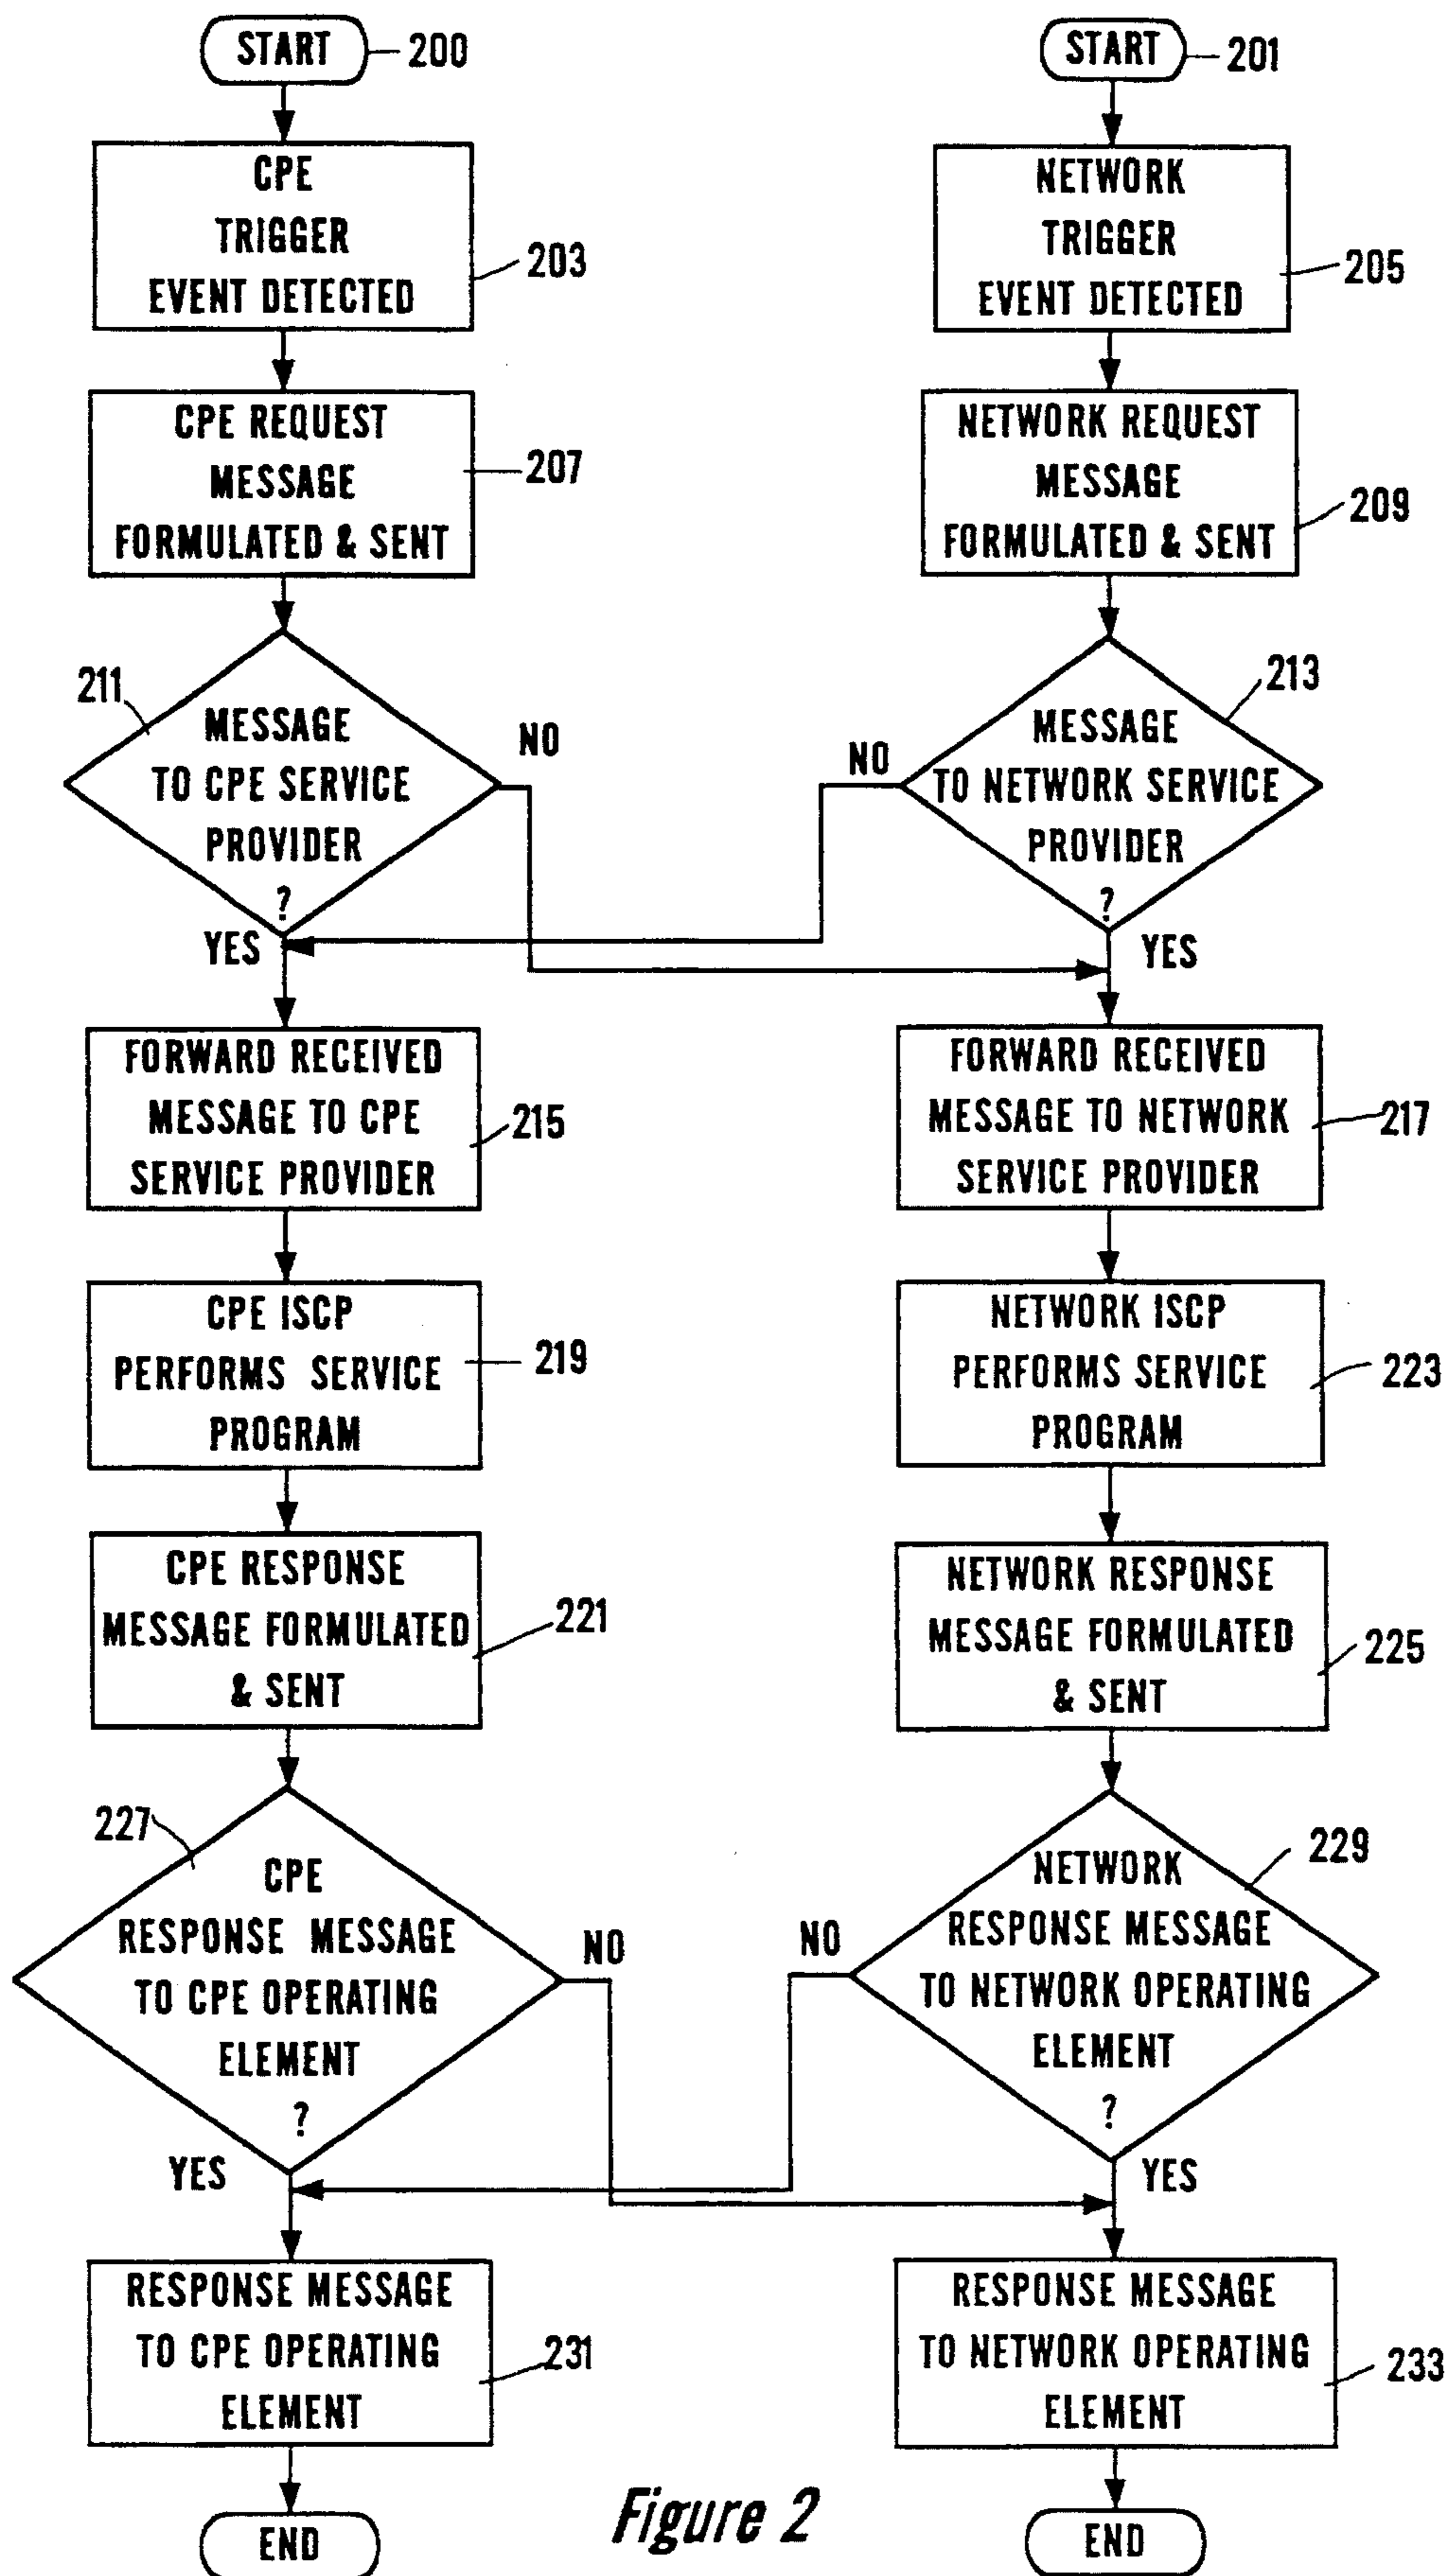 START
200
CPE
TRIGGER
EVENT DETECTED
203
CPE REQUEST
MESSAGE
FORMULATED & SENT
207
211
MESSAGE
TO CPE SERVICE
PROVIDER
?
NO
YES
FORWARD RECEIVED
MESSAGE TO CPE
SERVICE PROVIDER
215
CPE ISCP
PERFORMS SERVICE
PROGRAM
219
CPE RESPONSE
MESSAGE FORMULATED
& SENT
221
227
CPE
RESPONSE MESSAGE
TO CPE OPERATING
ELEMENT
?
NO
YES
RESPONSE MESSAGE
TO CPE OPERATING
ELEMENT
231
END
START
201
NETWORK
TRIGGER
EVENT DETECTED
205
NETWORK REQUEST
MESSAGE
FORMULATED & SENT
209
213
MESSAGE
TO NETWORK SERVICE
PROVIDER
?
NO
YES
FORWARD RECEIVED
MESSAGE TO NETWORK
SERVICE PROVIDER
217
NETWORK ISCP
PERFORMS SERVICE
PROGRAM
223
NETWORK RESPONSE
MESSAGE FORMULATED
& SENT
225
229
NETWORK
RESPONSE MESSAGE
TO NETWORK OPERATING
ELEMENT
?
NO
YES
RESPONSE MESSAGE
TO NETWORK OPERATING
ELEMENT
233
END
Figure 2